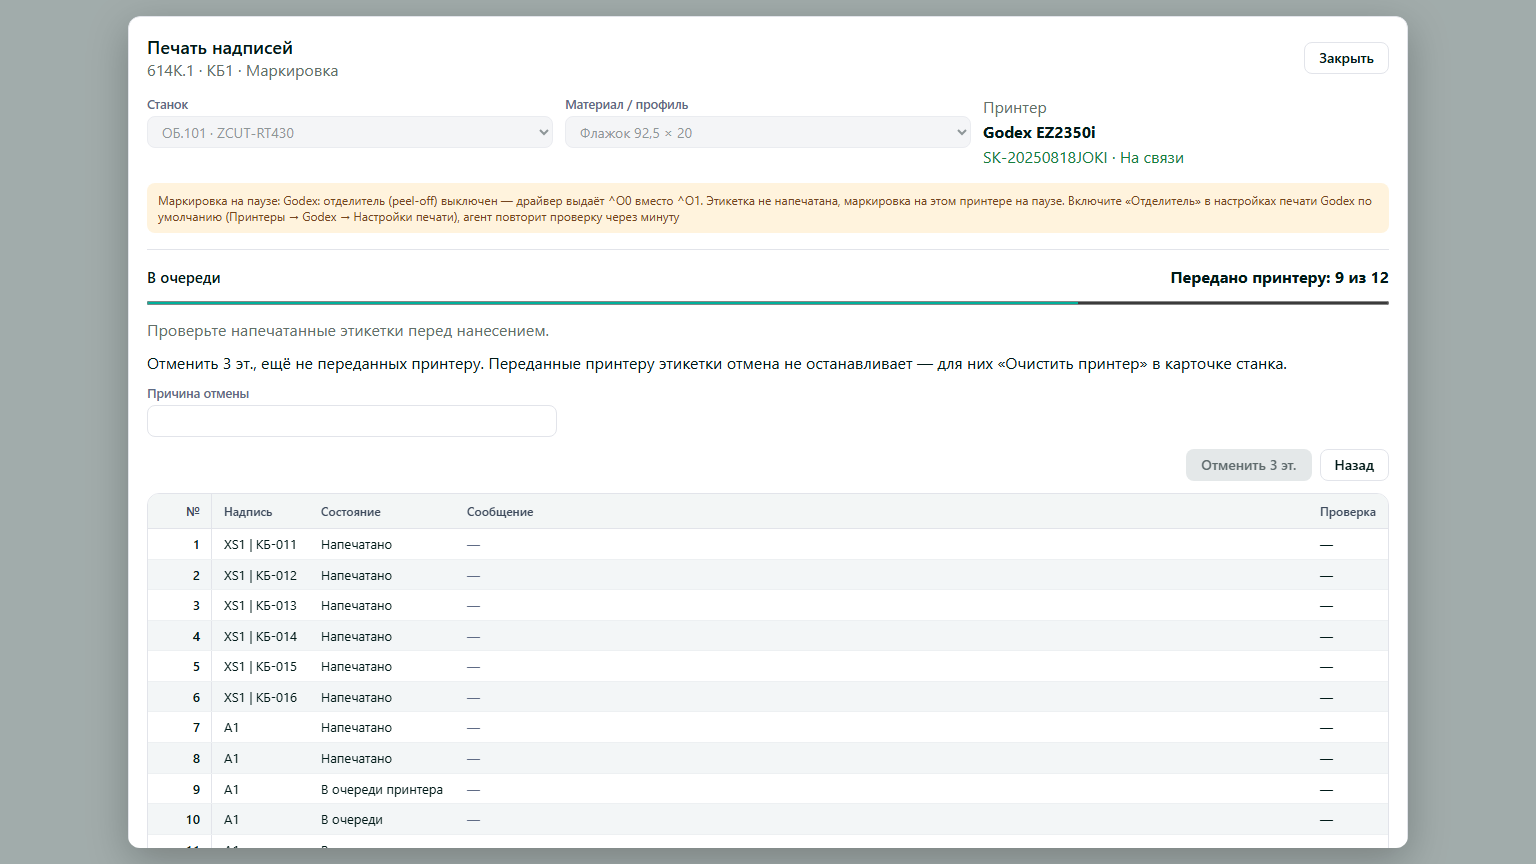 Печать надписей
614К.1 · КБ1 · Маркировка
Закрыть
Станок
ОБ.101 · ZCUT-RT430
Материал / профиль
Флажок 92,5 × 20
Принтер
Godex EZ2350i
SK-20250818JOKI · На связи
Маркировка на паузе: Godex: отделитель (peel-off) выключен — драйвер выдаёт ^O0 вместо ^O1. Этикетка не напечатана, маркировка на этом принтере на паузе. Включите «Отделитель» в настройках печати Godex по
умолчанию (Принтеры → Godex → Настройки печати), агент повторит проверку через минуту
В очереди
Передано принтеру: 9 из 12
Проверьте напечатанные этикетки перед нанесением.
Отменить 3 эт., ещё не переданных принтеру. Переданные принтеру этикетки отмена не останавливает — для них «Очистить принтер» в карточке станка.
Причина отмены
Отменить 3 эт.
Назад
№ Надпись Состояние Сообщение Проверка
1 XS1 | КБ-011 Напечатано — —
2 XS1 | КБ-012 Напечатано — —
3 XS1 | КБ-013 Напечатано — —
4 XS1 | КБ-014 Напечатано — —
5 XS1 | КБ-015 Напечатано — —
6 XS1 | КБ-016 Напечатано — —
7 A1 Напечатано — —
8 A1 Напечатано — —
9 A1 В очереди принтера — —
10 A1 В очереди — —